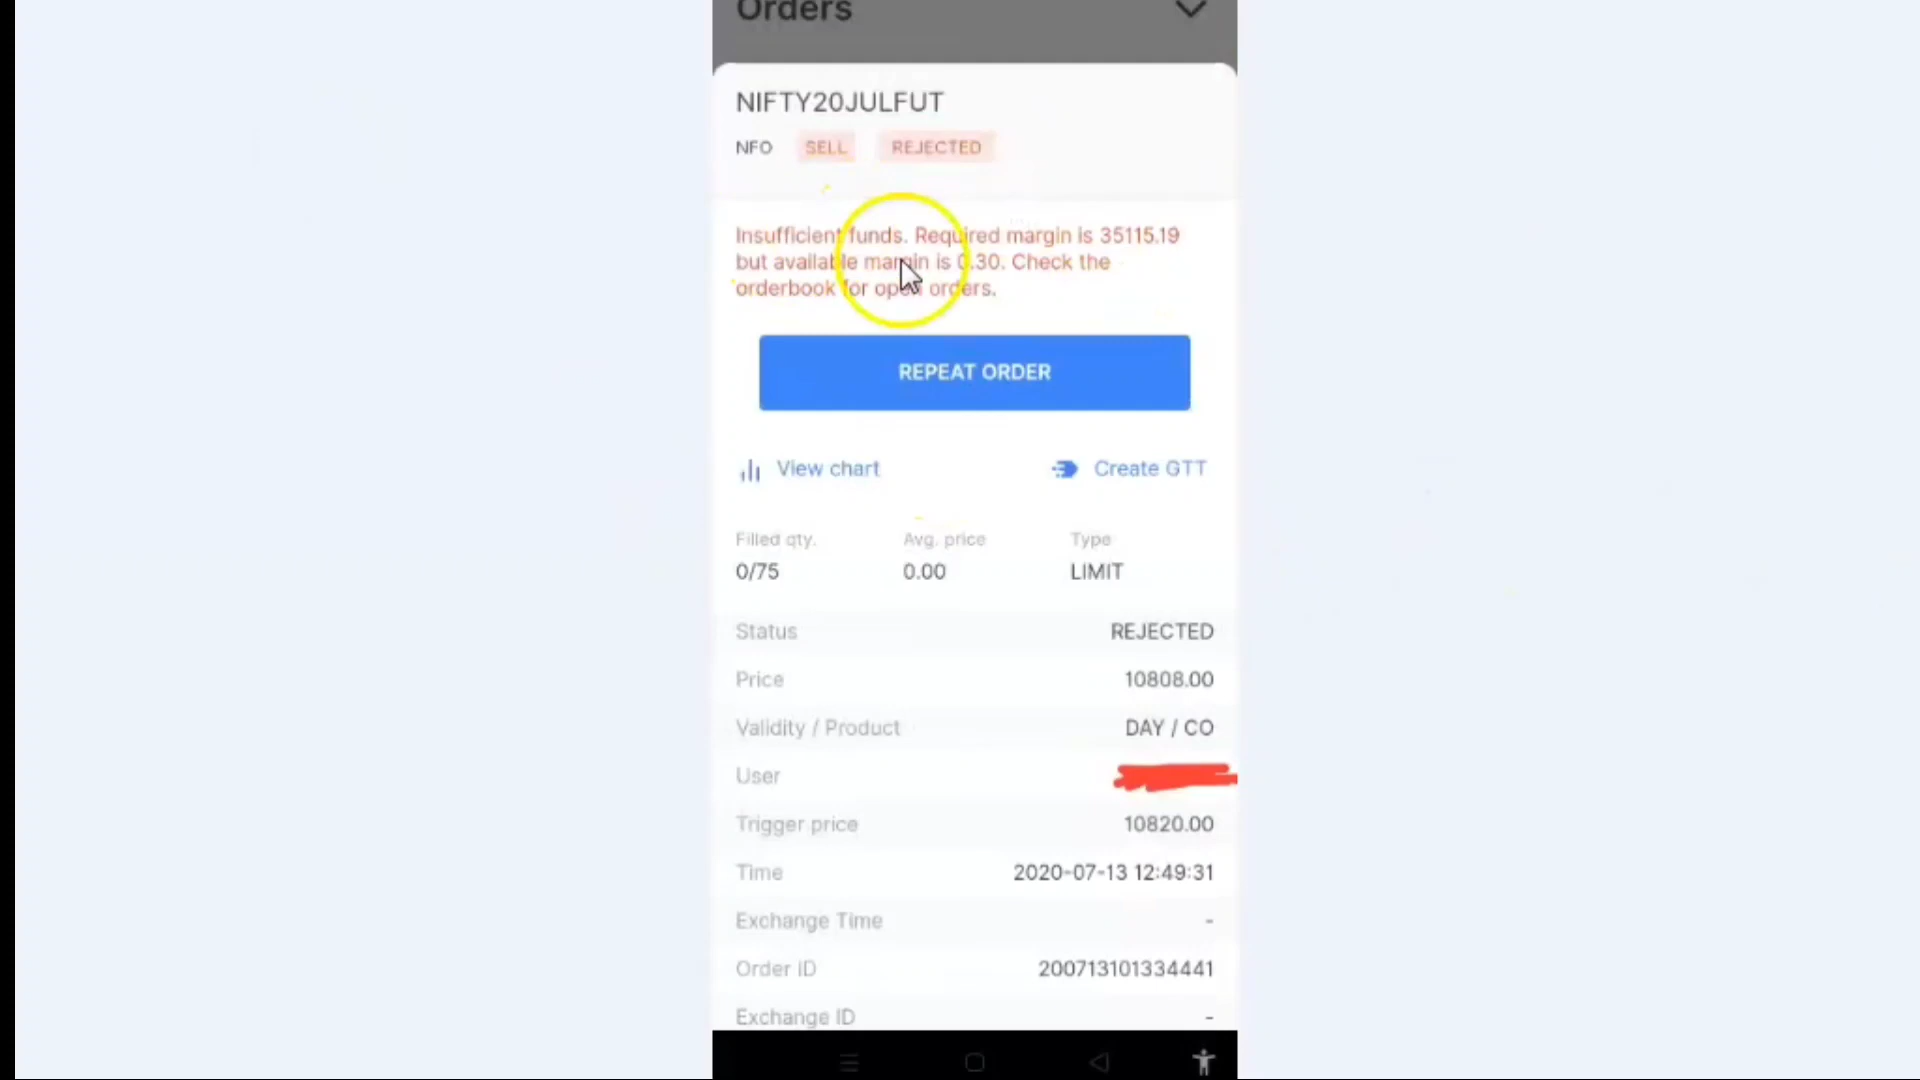 Orders
NIFTY20JULFUT
NFO SELL REJECTED
Insufficient funds. Required margin is 35115.19
but available margin is 0.30. Check the
orderbook for open orders.
REPEAT ORDER
View chart Create GTT
Filled qty. Avg. price Type
0/75 0.00 LIMIT
Status REJECTED
Price 10808.00
Validity / Product DAY / CO
User
Trigger price 10820.00
Time 2020-07-13 12:49:31
Exchange Time -
Order ID 200713101334441
Exchange ID -